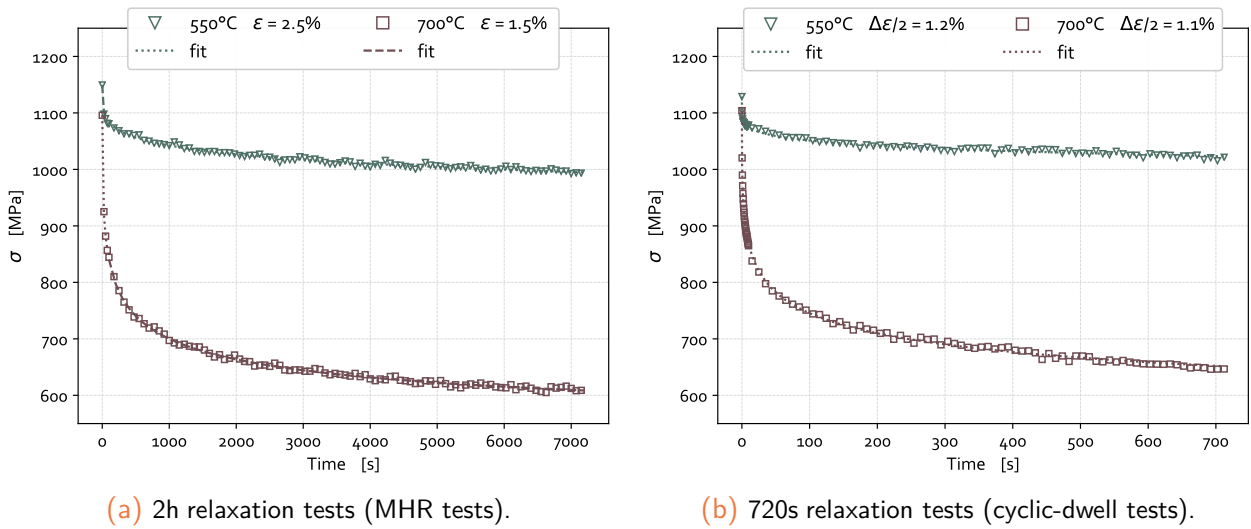 550°C ε = 2.5% 700°C ε = 1.5%
fit fit
1200
1100
1000
900
800
700
600
σ [MPa]
0 1000 2000 3000 4000 5000 6000 7000
Time [s]
(a) 2h relaxation tests (MHR tests).
550°C Δε/2 = 1.2% 700°C Δε/2 = 1.1%
fit fit
1200
1100
1000
900
800
700
600
σ [MPa]
0 100 200 300 400 500 600 700
Time [s]
(b) 720s relaxation tests (cyclic-dwell tests).